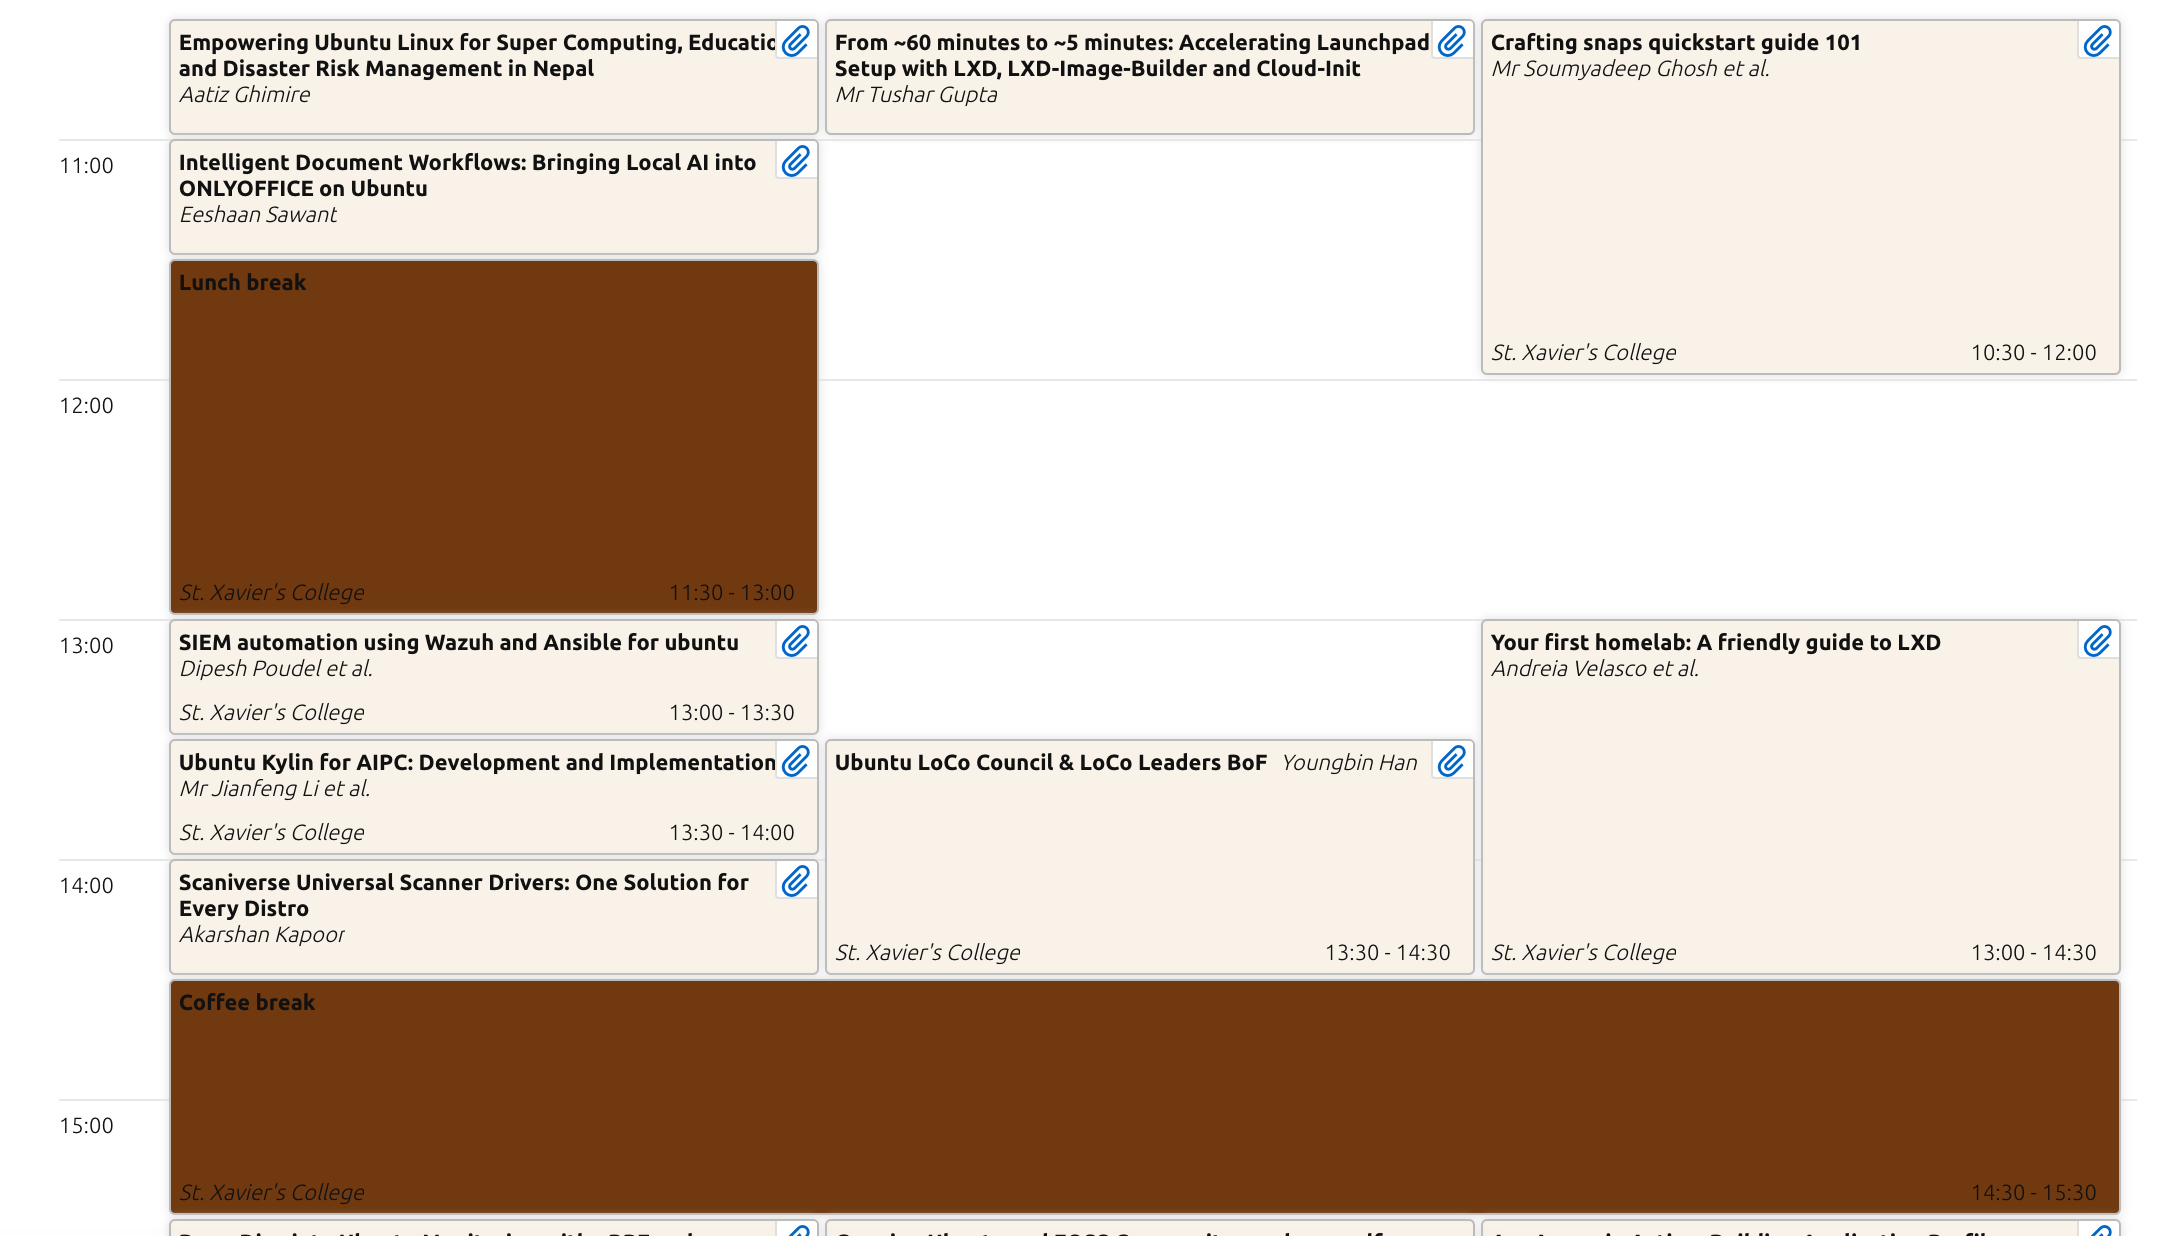 Empowering Ubuntu Linux for Super Computing, Educatio
and Disaster Risk Management in Nepal
Aatiz Ghimire
From ~60 minutes to ~5 minutes: Accelerating Launchpad
Setup with LXD, LXD-Image-Builder and Cloud-Init
Mr Tushar Gupta
Crafting snaps quickstart guide 101
Mr Soumyadeep Ghosh et al.
St. Xavier's College 10:30 - 12:00
11:00
Intelligent Document Workflows: Bringing Local AI into
ONLYOFFICE on Ubuntu
Eeshaan Sawant
Lunch break
St. Xavier's College 11:30 - 13:00
12:00
13:00
SIEM automation using Wazuh and Ansible for ubuntu
Dipesh Poudel et al.
St. Xavier's College 13:00 - 13:30
Your first homelab: A friendly guide to LXD
Andreia Velasco et al.
St. Xavier's College 13:00 - 14:30
Ubuntu Kylin for AIPC: Development and Implementation
Mr Jianfeng Li et al.
St. Xavier's College 13:30 - 14:00
Ubuntu LoCo Council & LoCo Leaders BoF Youngbin Han
St. Xavier's College 13:30 - 14:30
14:00
Scaniverse Universal Scanner Drivers: One Solution for
Every Distro
Akarshan Kapoor
Coffee break
15:00
St. Xavier's College 14:30 - 15:30